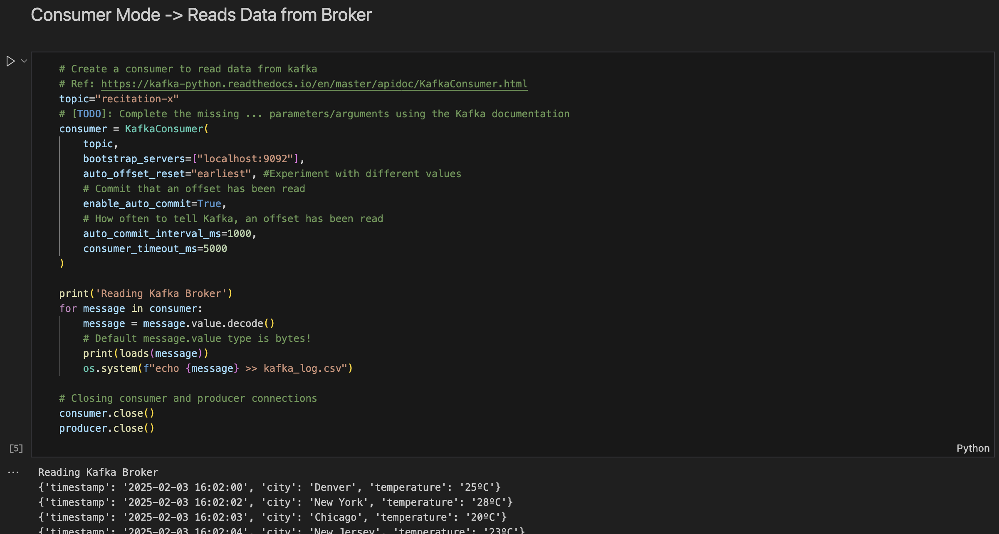 Consumer Mode -> Reads Data from Broker
# Create a consumer to read data from kafka
# Ref: https://kafka-python.readthedocs.io/en/master/apidoc/KafkaConsumer.html
topic="recitation-x"
# [TODO]: Complete the missing ... parameters/arguments using the Kafka documentation
consumer = KafkaConsumer(
    topic,
    bootstrap_servers=["localhost:9092"],
    auto_offset_reset="earliest", #Experiment with different values
    # Commit that an offset has been read
    enable_auto_commit=True,
    # How often to tell Kafka, an offset has been read
    auto_commit_interval_ms=1000,
    consumer_timeout_ms=5000
)
print('Reading Kafka Broker')
for message in consumer:
    message = message.value.decode()
    # Default message.value type is bytes!
    print(loads(message))
    os.system(f"echo {message} >> kafka_log.csv")
# Closing consumer and producer connections
consumer.close()
producer.close()
[5]
Python
... Reading Kafka Broker
{'timestamp': '2025-02-03 16:02:00', 'city': 'Denver', 'temperature': '25ºC'}
{'timestamp': '2025-02-03 16:02:02', 'city': 'New York', 'temperature': '28ºC'}
{'timestamp': '2025-02-03 16:02:03', 'city': 'Chicago', 'temperature': '20ºC'}
{'timestamp': '2025-02-03 16:02:04', 'city': 'New Jersey', 'temperature': '23ºC'}